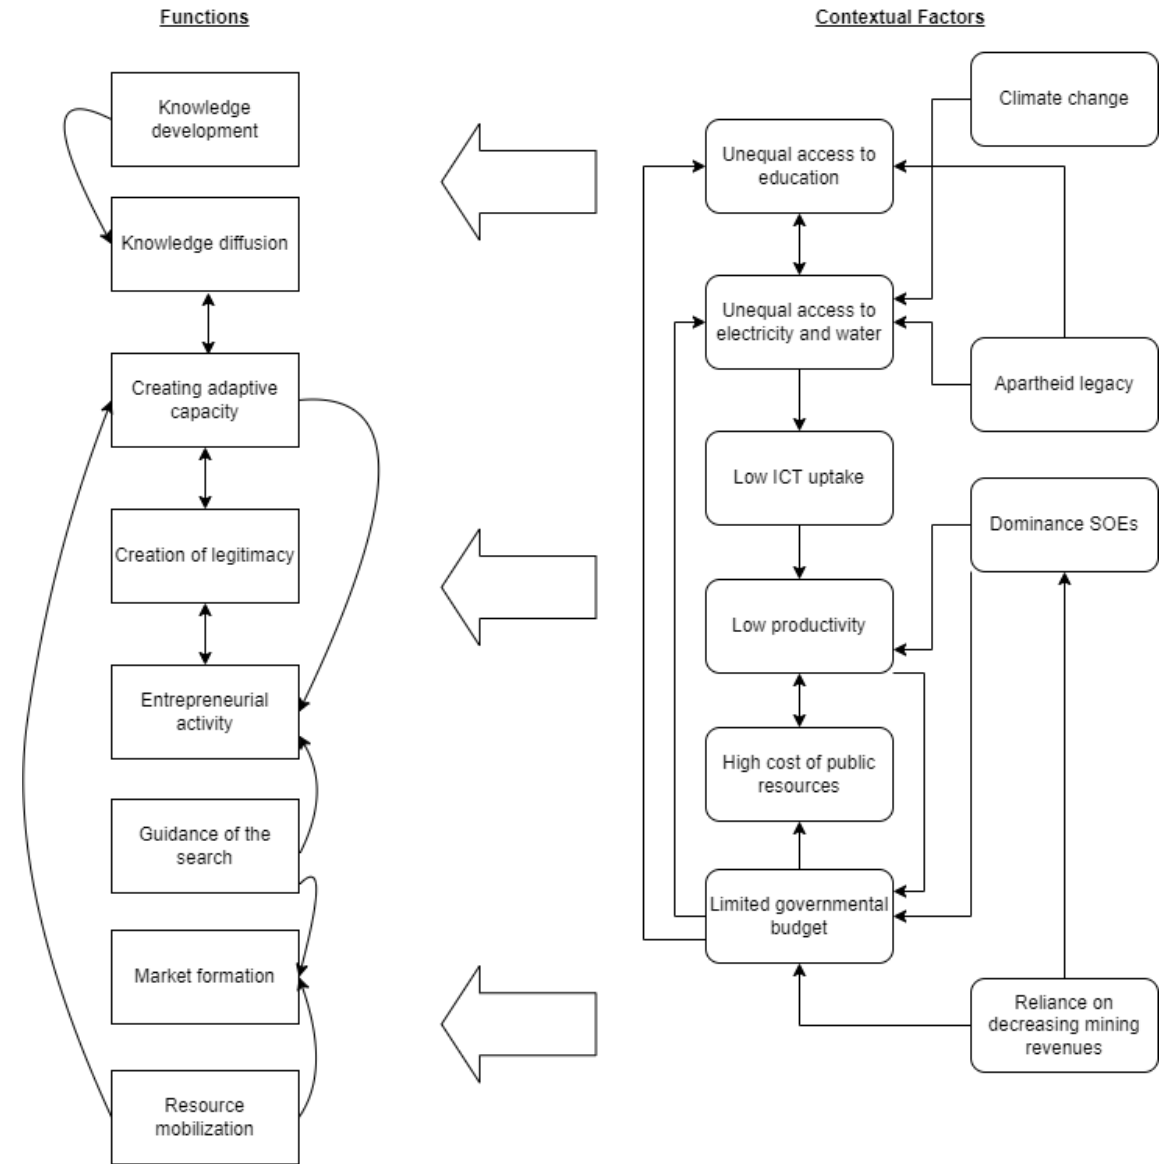 Functions
Knowledge
development
Knowledge diffusion
Creating adaptive
capacity
Creation of legitimacy
Entrepreneurial
activity
Guidance of the
search
Market formation
Resource
mobilization
Contextual Factors
Climate change
Unequal access to
education
Unequal access to
electricity and water
Apartheid legacy
Low ICT uptake
Dominance SOEs
Low productivity
High cost of public
resources
Limited governmental
budget
Reliance on
decreasing mining
revenues